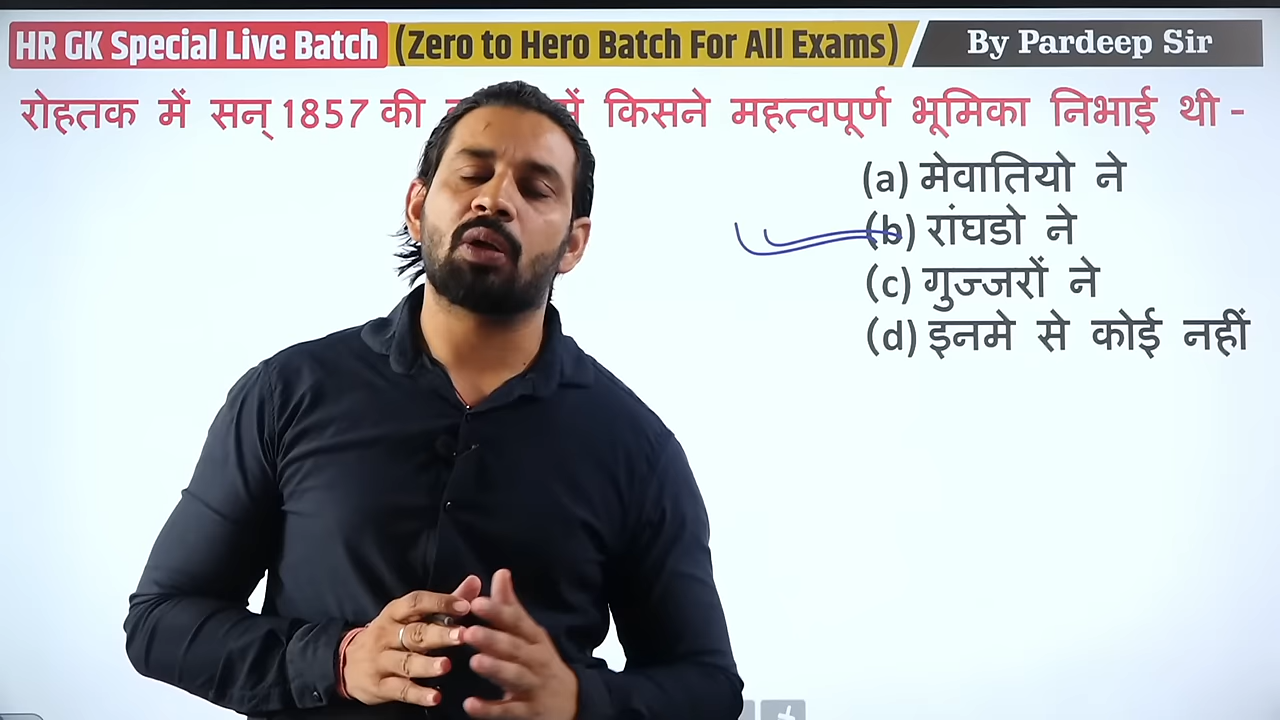 HR GK Special Live Batch (Zero to Hero Batch For All Exams) By Pardeep Sir
रोहतक में सन् 1857 की में किसने महत्वपूर्ण भूमिका निभाई थी -
(a) मेवातियो ने
(b) रांघडो ने
(c) गुज्जरों ने
(d) इनमे से कोई नहीं